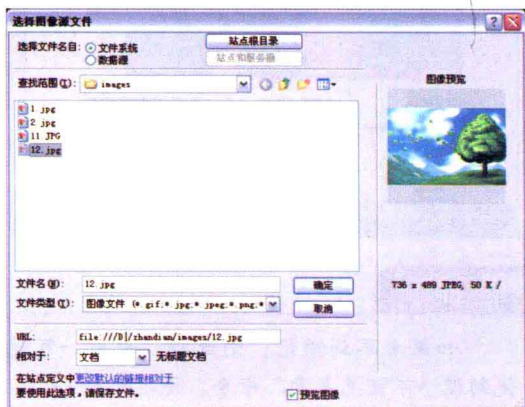 选择图像源文件
选择文件名自: 文件系统 站点根目录
数据源 站点和服务器
查找范围(I): images 图像预览
1.jpg
2.jpg
11.JPG
12.jpg
文件名(N): 12.jpg 确定
736 x 489 JPEG, 50 K /
文件类型(T): 图像文件 (*.gif;*.jpg;*.jpeg;*.png;* 取消
URL: file:///D|/zhandian/images/12.jpg
相对于: 文档 无标题文档
在站点定义中更改默认的链接相对于
要使用此选项,请保存文件。 预览图像